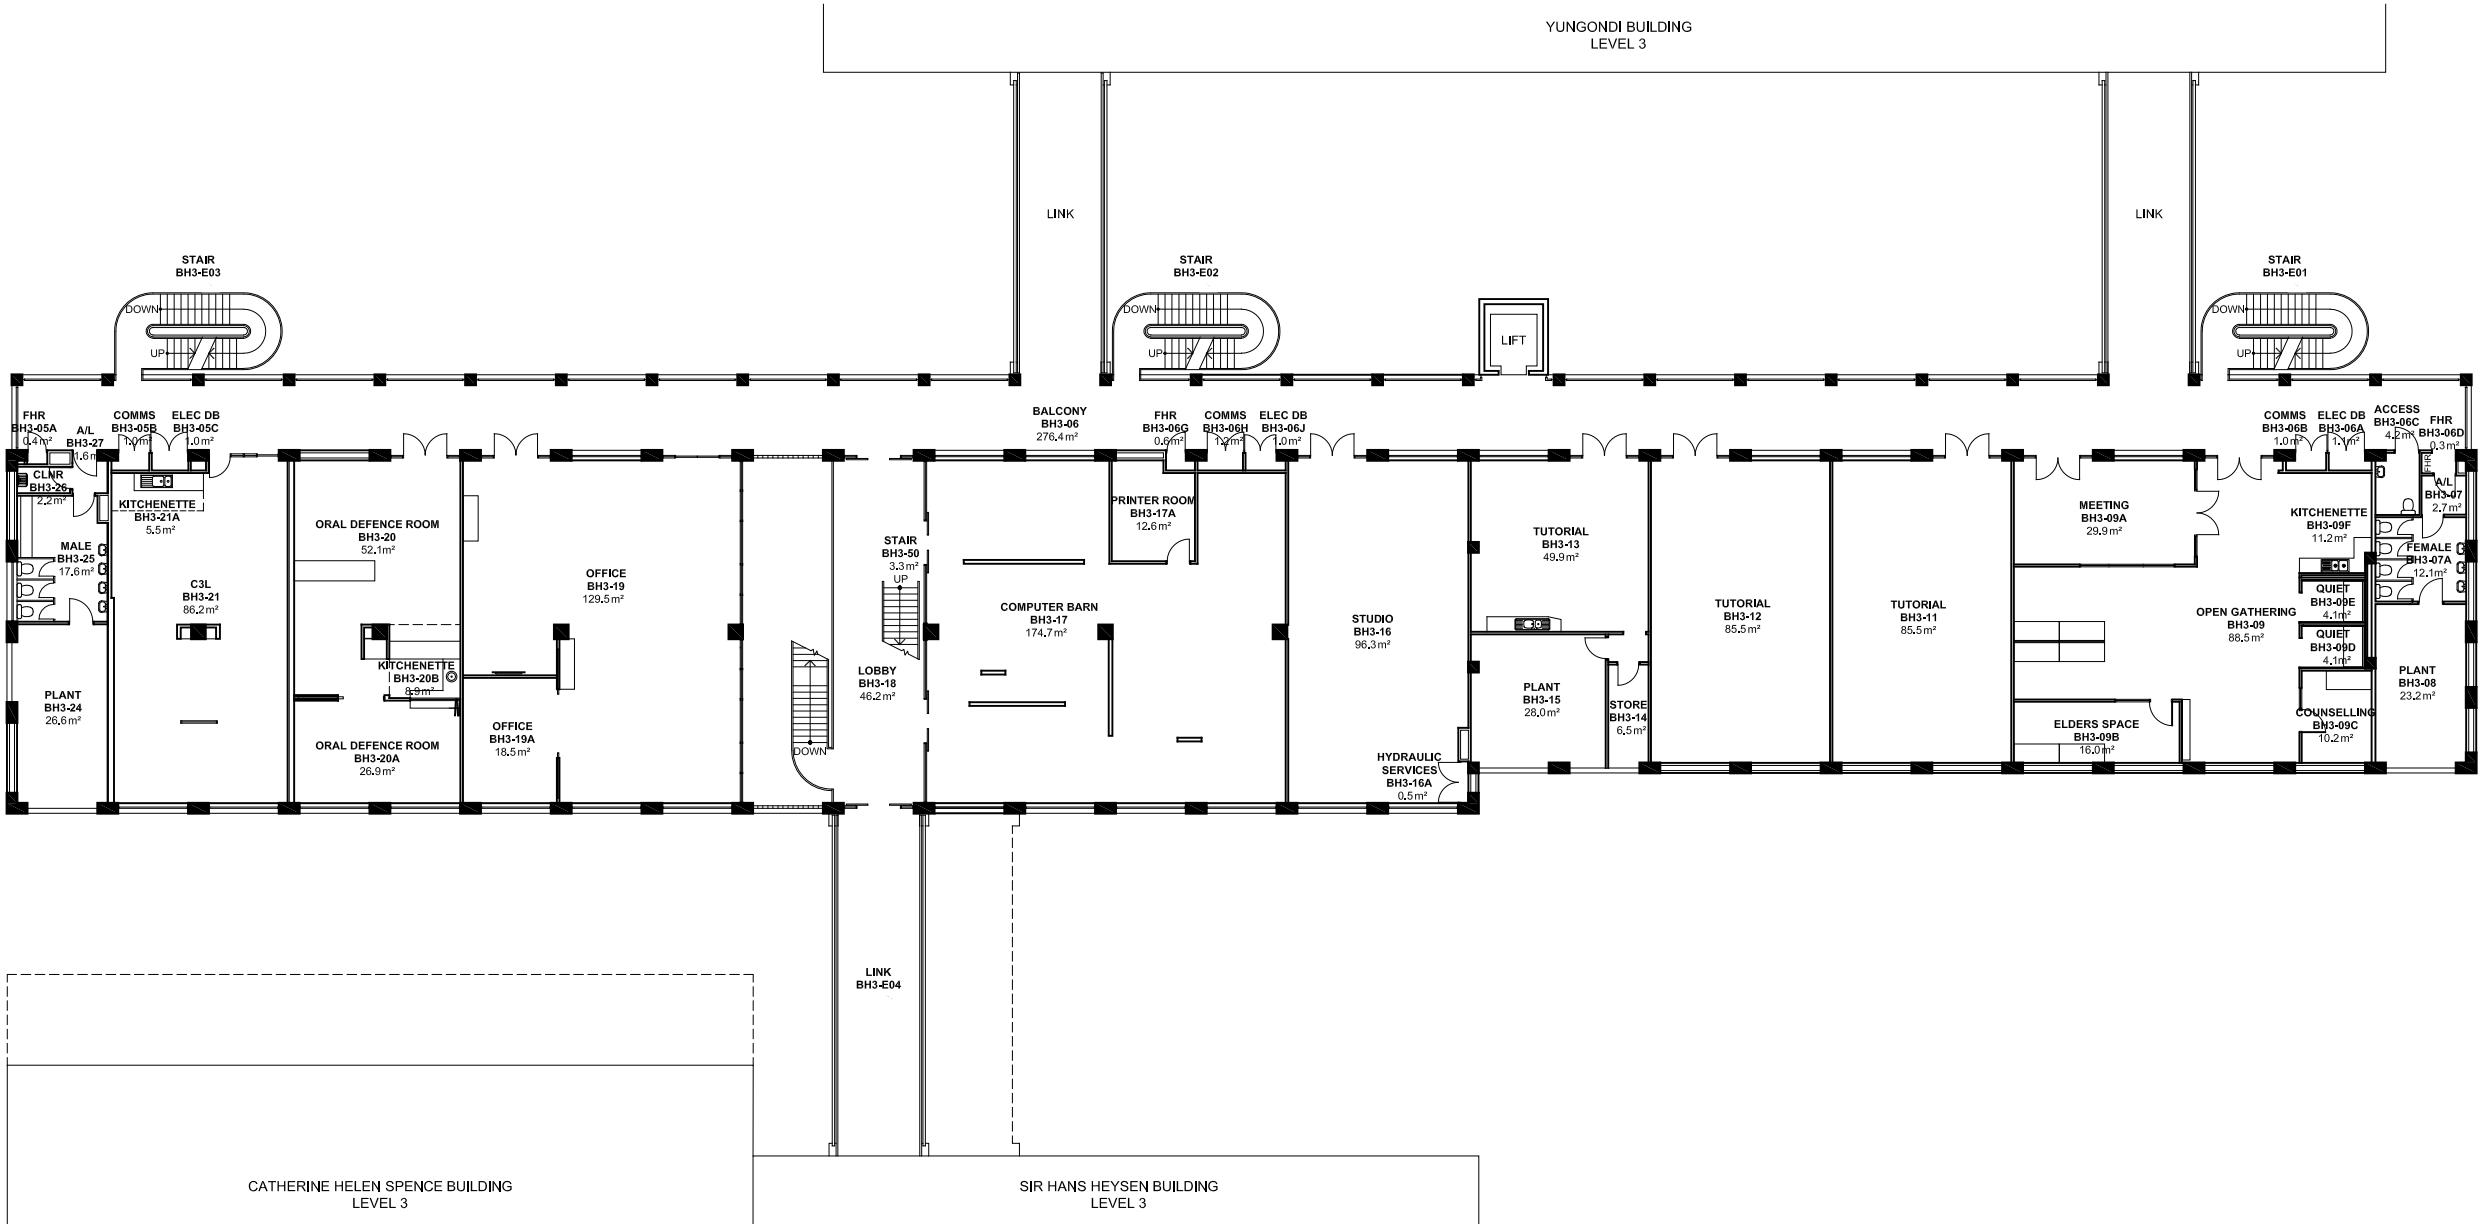 YUNGONDI BUILDING
LEVEL 3
LINK
LINK
STAIR
BH3-E03
DOWN
UP
STAIR
BH3-E02
DOWN
UP
LIFT
STAIR
BH3-E01
DOWN
UP
FHR
BH3-05A
0.4m²
A/L
BH3-27
COMMS
BH3-05B
1.0m²
ELEC DB
BH3-05C
1.0m²
BALCONY
BH3-06
276.4m²
FHR
BH3-06G
0.6m²
COMMS
BH3-06H
1.2m²
ELEC DB
BH3-06J
1.0m²
COMMS
BH3-06B
1.0m²
ELEC DB
BH3-06A
1.1m²
ACCESS
BH3-06C
4.2m²
FHR
BH3-06D
0.3m²
FHR
CLNR
BH3-26
2.2m²
KITCHENETTE
BH3-21A
5.5m²
MALE
BH3-25
17.6m²
C3L
BH3-21
86.2m²
PLANT
BH3-24
26.6m²
ORAL DEFENCE ROOM
BH3-20
52.1m²
KITCHENETTE
BH3-20B
8.9m²
ORAL DEFENCE ROOM
BH3-20A
26.9m²
OFFICE
BH3-19
129.5m²
OFFICE
BH3-19A
18.5m²
DOWN
STAIR
BH3-50
3.3m²
UP
LOBBY
BH3-18
46.2m²
PRINTER ROOM
BH3-17A
12.6m²
COMPUTER BARN
BH3-17
174.7m²
STUDIO
BH3-16
96.3m²
HYDRAULIC
SERVICES
BH3-16A
0.5m²
TUTORIAL
BH3-13
49.9m²
PLANT
BH3-15
28.0m²
STORE
BH3-14
6.5m²
TUTORIAL
BH3-12
85.5m²
TUTORIAL
BH3-11
85.5m²
MEETING
BH3-09A
29.9m²
KITCHENETTE
BH3-09F
11.2m²
A/L
BH3-07
2.7m²
FEMALE
BH3-07A
12.1m²
OPEN GATHERING
BH3-09
88.5m²
QUIET
BH3-09E
4.1m²
QUIET
BH3-09D
4.1m²
PLANT
BH3-08
23.2m²
ELDERS SPACE
BH3-09B
16.0m²
COUNSELLING
BH3-09C
10.2m²
LINK
BH3-E04
CATHERINE HELEN SPENCE BUILDING
LEVEL 3
SIR HANS HEYSEN BUILDING
LEVEL 3